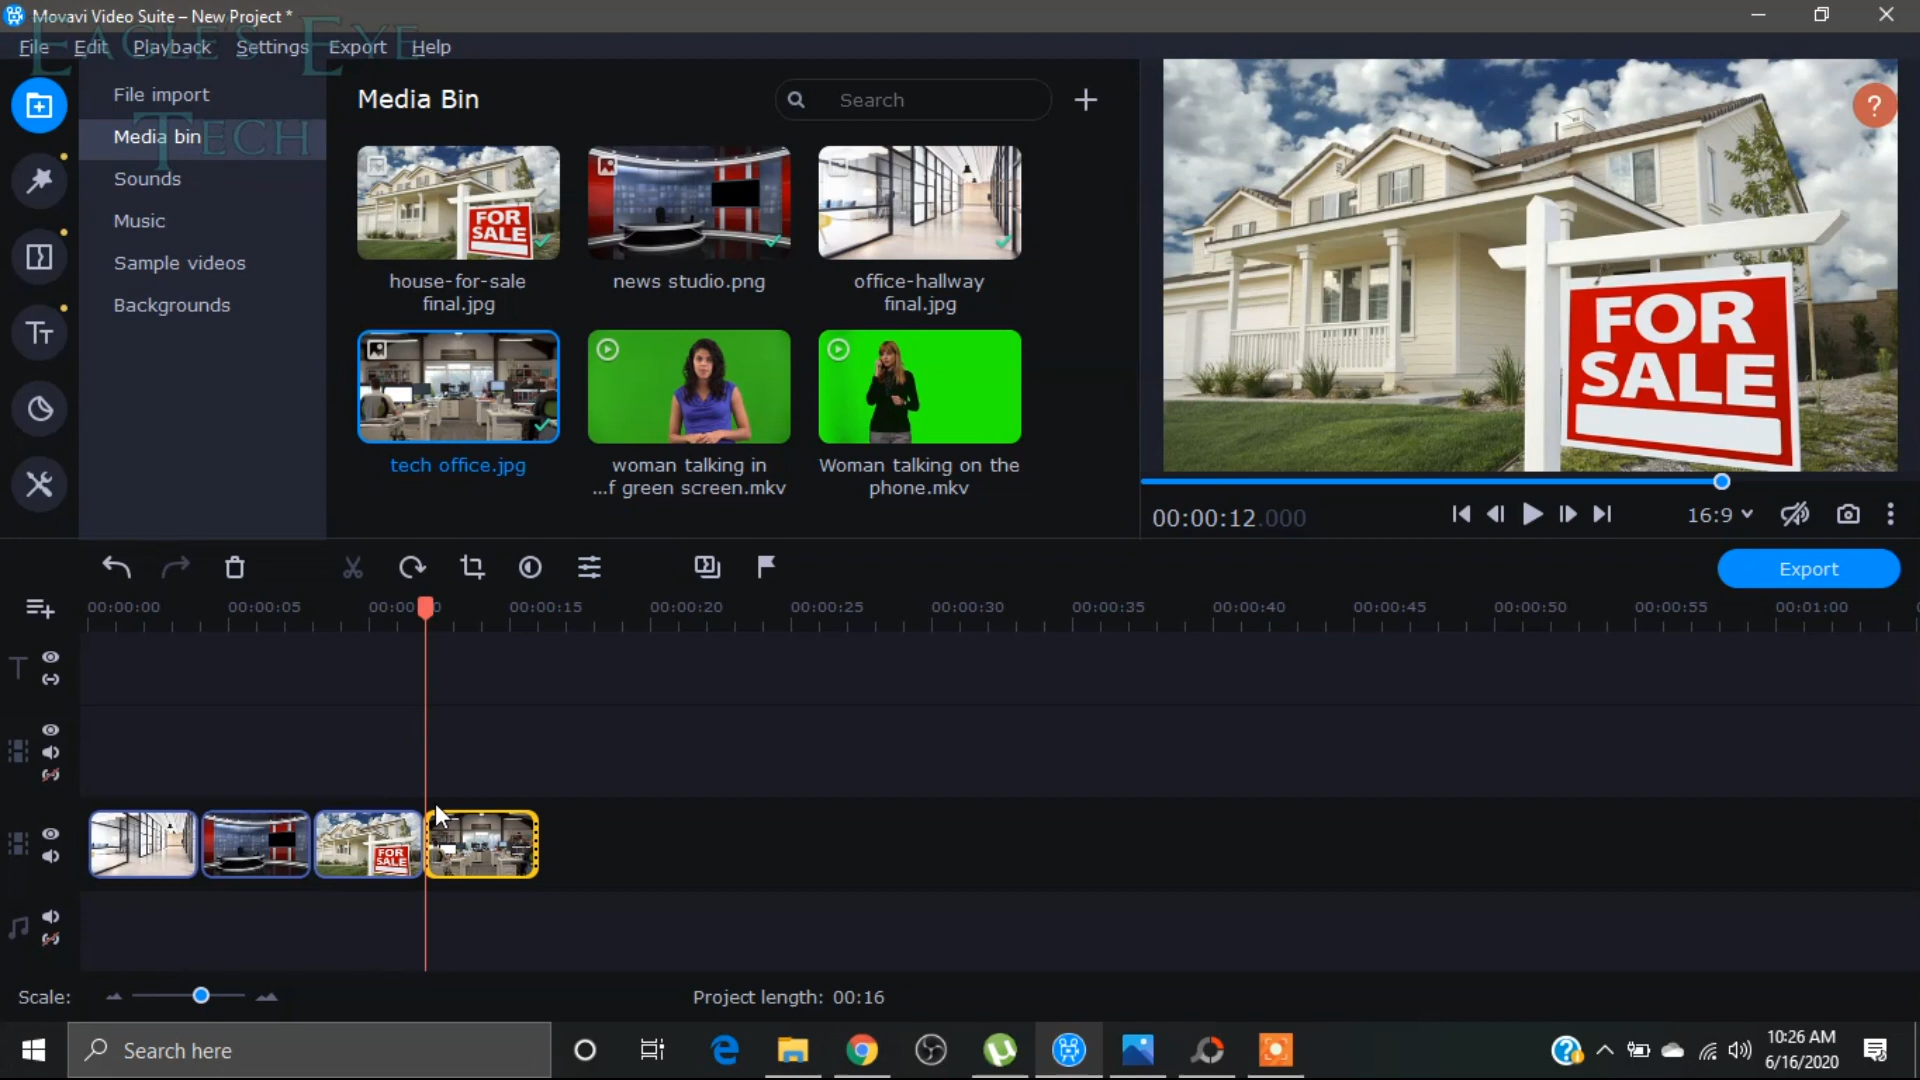 Movavi Video Suite – New Project *
EAGLE'S EYE
TECH
File Edit Playback Settings Export Help
File import
Media bin
Sounds
Music
Sample videos
Backgrounds
Media Bin
Search
FOR
SALE
house-for-sale
final.jpg
news studio.png
office-hallway
final.jpg
tech office.jpg
woman talking in
...f green screen.mkv
Woman talking on the
phone.mkv
?
FOR
SALE
00:00:12.000
16:9
Export
00:00:00 00:00:05 00:00:15 00:00:20 00:00:25 00:00:30 00:00:35 00:00:40 00:00:45 00:00:50 00:00:55 00:01:00
T
FOR
SALE
Scale:
Project length: 00:16
Search here
10:26 AM
6/16/2020